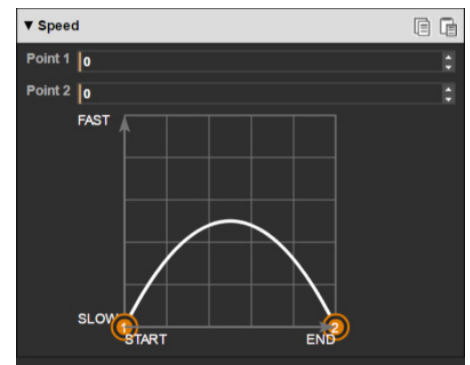 Speed
Point 1 0
Point 2 0
FAST
SLOW
1 2
START END